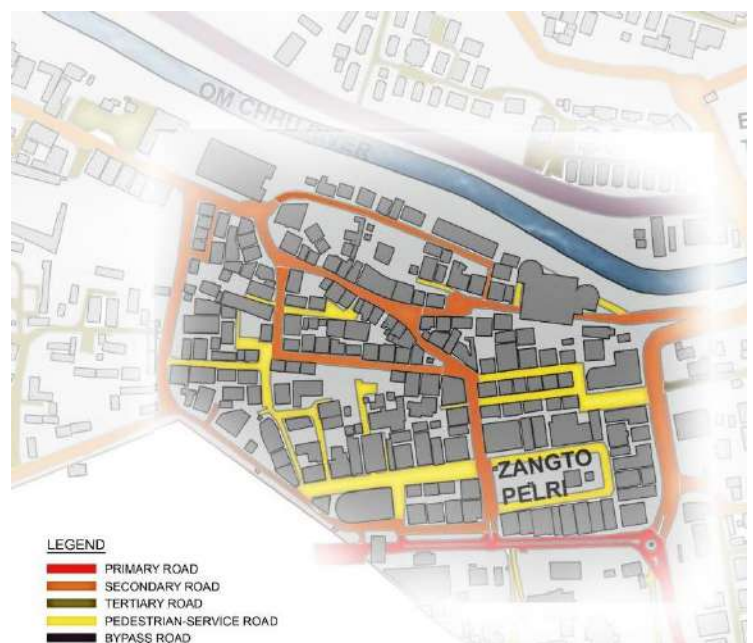 OM CHHU RIVER
ZANGTO
PELRI
LEGEND
PRIMARY ROAD
SECONDARY ROAD
TERTIARY ROAD
PEDESTRIAN-SERVICE ROAD
BYPASS ROAD